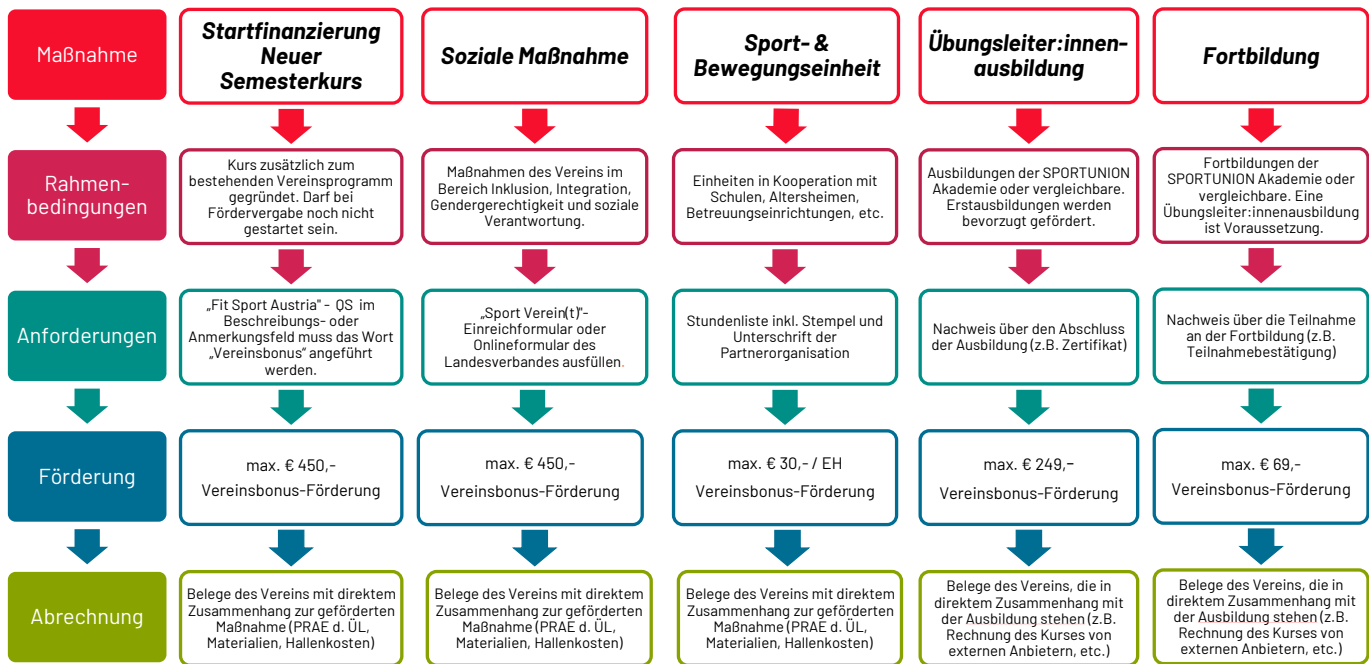 Maßnahme
Startfinanzierung
Neuer
Semesterkurs
Soziale Maßnahme
Sport- &
Bewegungseinheit
Übungsleiter:innen-
ausbildung
Fortbildung
Rahmen-
bedingungen
Kurs zusätzlich zum
bestehenden Vereinsprogramm
gegründet. Darf bei
Fördervergabe noch nicht
gestartet sein.
Maßnahmen des Vereins im
Bereich Inklusion, Integration,
Gendergerechtigkeit und soziale
Verantwortung.
Einheiten in Kooperation mit
Schulen, Altersheimen,
Betreuungseinrichtungen, etc.
Ausbildungen der SPORTUNION
Akademie oder vergleichbare.
Erstausbildungen werden
bevorzugt gefördert.
Fortbildungen der
SPORTUNION Akademie oder
vergleichbare. Eine
Übungsleiter:innenausbildung
ist Voraussetzung.
Anforderungen
„Fit Sport Austria" - QS im
Beschreibungs- oder
Anmerkungsfeld muss das Wort
„Vereinsbonus" angeführt
werden.
„Sport Verein(t)"-
Einreichformular oder
Onlineformular des
Landesverbandes ausfüllen.
Stundenliste inkl. Stempel und
Unterschrift der
Partnerorganisation
Nachweis über den Abschluss
der Ausbildung (z.B. Zertifikat)
Nachweis über die Teilnahme
an der Fortbildung (z.B.
Teilnahmebestätigung)
Förderung
max. € 450,-
Vereinsbonus-Förderung
max. € 450,-
Vereinsbonus-Förderung
max. € 30,- / EH
Vereinsbonus-Förderung
max. € 249,-
Vereinsbonus-Förderung
max. € 69,-
Vereinsbonus-Förderung
Abrechnung
Belege des Vereins mit direktem
Zusammenhang zur geförderten
Maßnahme (PRAE d. ÜL,
Materialien, Hallenkosten)
Belege des Vereins mit direktem
Zusammenhang zur geförderten
Maßnahme (PRAE d. ÜL,
Materialien, Hallenkosten)
Belege des Vereins mit direktem
Zusammenhang zur geförderten
Maßnahme (PRAE d. ÜL,
Materialien, Hallenkosten)
Belege des Vereins, die in
direktem Zusammenhang mit
der Ausbildung stehen (z.B.
Rechnung des Kurses von
externen Anbietern, etc.)
Belege des Vereins, die in
direktem Zusammenhang mit
der Ausbildung stehen (z.B.
Rechnung des Kurses von
externen Anbietern, etc.)